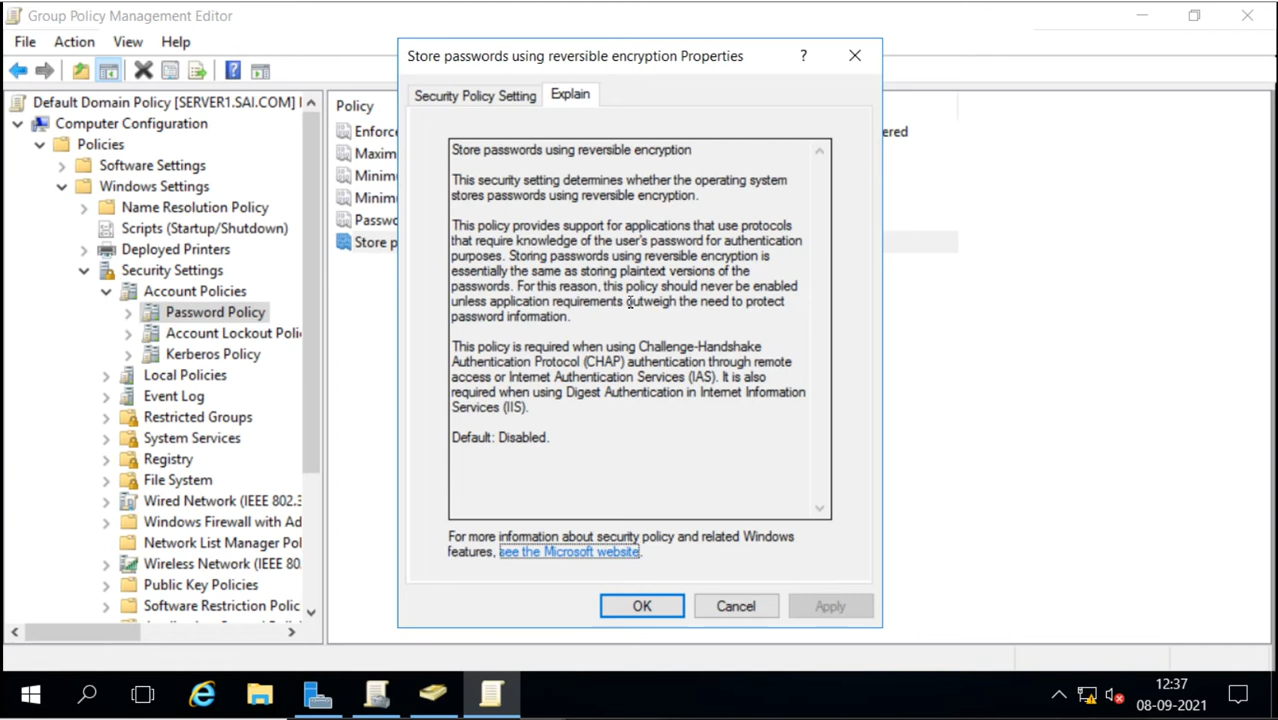 Group Policy Management Editor
File Action View Help
Default Domain Policy [SERVER1.SAI.COM]
Computer Configuration
Policies
Software Settings
Windows Settings
Name Resolution Policy
Scripts (Startup/Shutdown)
Deployed Printers
Security Settings
Account Policies
Password Policy
Account Lockout Poli
Kerberos Policy
Local Policies
Event Log
Restricted Groups
System Services
Registry
File System
Wired Network (IEEE 802.3
Windows Firewall with Ad
Network List Manager Pol
Wireless Network (IEEE 80
Public Key Policies
Software Restriction Polic
Policy
Enforce
Maxim
Minim
Minim
Passwo
Store p
ered
Store passwords using reversible encryption Properties
?
Security Policy Setting Explain
Store passwords using reversible encryption
This security setting determines whether the operating system
stores passwords using reversible encryption.
This policy provides support for applications that use protocols
that require knowledge of the user's password for authentication
purposes. Storing passwords using reversible encryption is
essentially the same as storing plaintext versions of the
passwords. For this reason, this policy should never be enabled
unless application requirements outweigh the need to protect
password information.
This policy is required when using Challenge-Handshake
Authentication Protocol (CHAP) authentication through remote
access or Internet Authentication Services (IAS). It is also
required when using Digest Authentication in Internet Information
Services (IIS).
Default: Disabled.
For more information about security policy and related Windows
features, see the Microsoft website.
OK Cancel Apply
12:37
08-09-2021